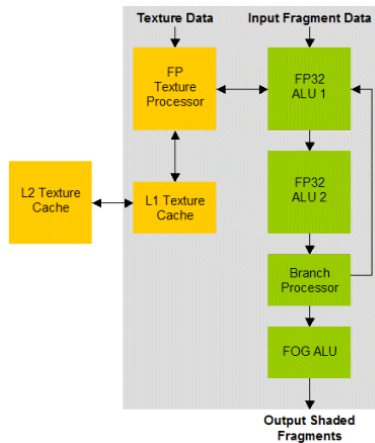 Texture Data
Input Fragment Data
FP
Texture
Processor
FP32
ALU 1
L2 Texture
Cache
L1 Texture
Cache
FP32
ALU 2
Branch
Processor
FOG ALU
Output Shaded
Fragments